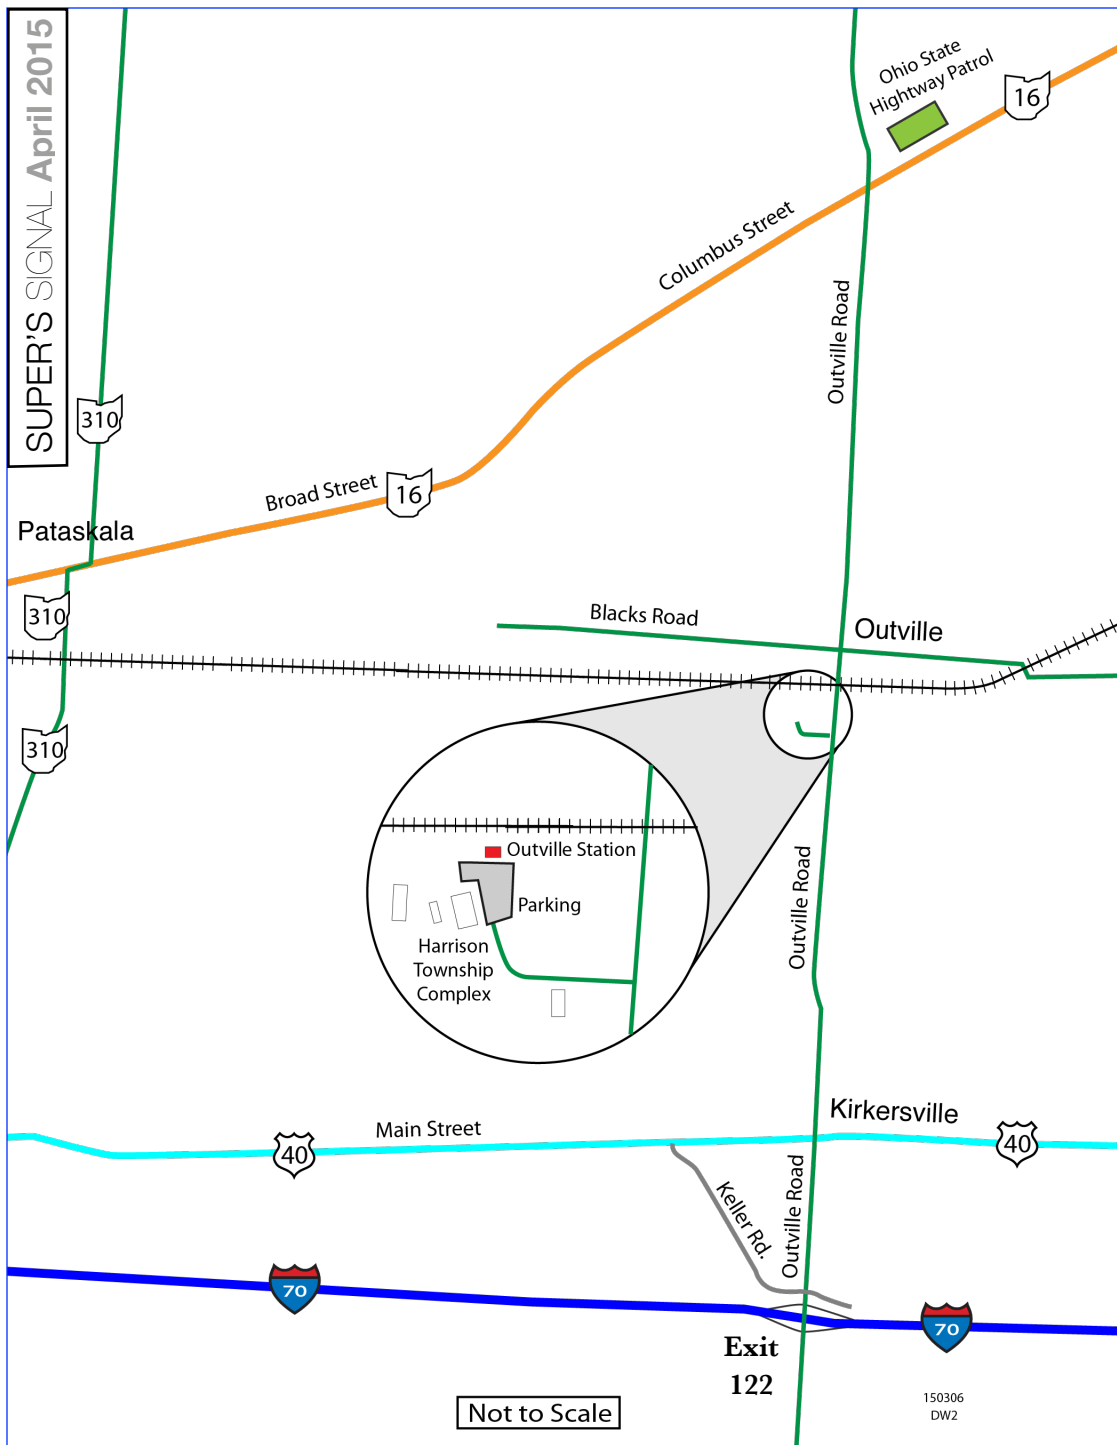 SUPER'S SIGNAL April 2015
Ohio State
Hightway Patrol
16
Columbus Street
Outville Road
310
Broad Street
16
Pataskala
310
Blacks Road
Outville
310
Outville Station
Parking
Harrison
Township
Complex
Outville Road
Kirkersville
Main Street
40
40
Keller Rd.
Outville Road
70
70
Exit
122
Not to Scale
150306
DW2